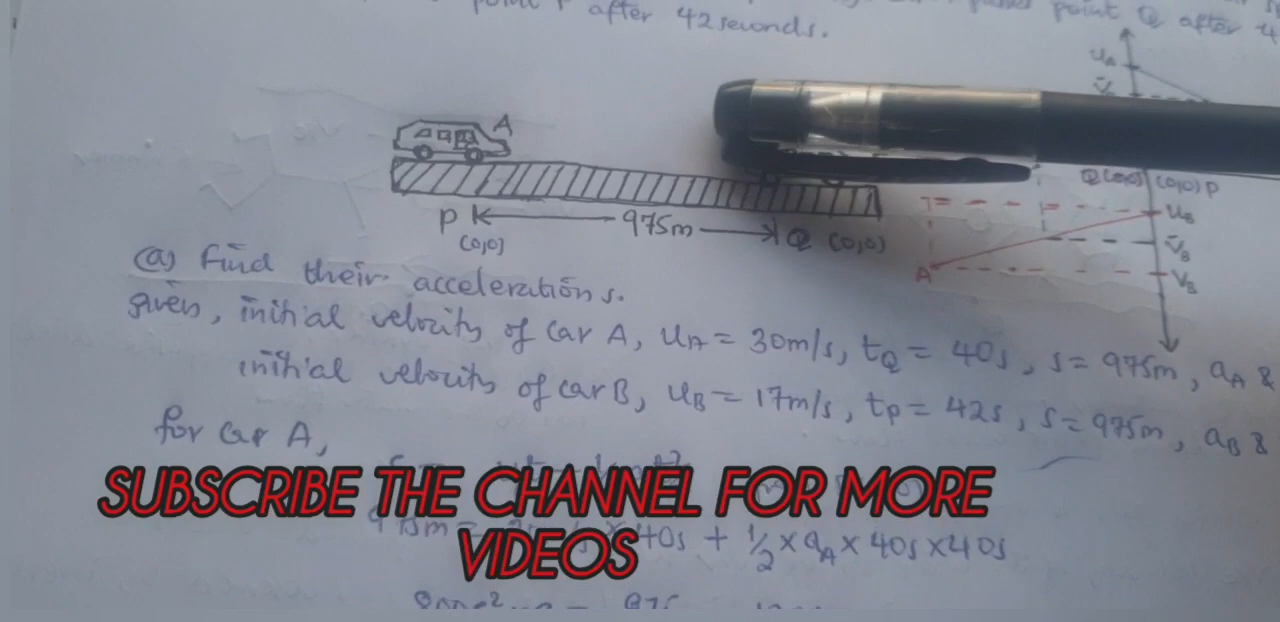 after 42 seconds.
point Q after
A
uA
P 975m Q (0,0)
(0,0)
Q(0,0) (0,0) P
uB
v̄B
A VB
(a) Find their accelerations.
given, initial velocity of car A, uA = 30m/s, tQ = 40s, s = 975m, aA &
initial velocity of car B, uB = 17m/s, tP = 42s, s = 975m, aB &
for car A,
SUBSCRIBE THE CHANNEL FOR MORE
VIDEOS
× 40s + 1/2 × aA × 40s × 40s